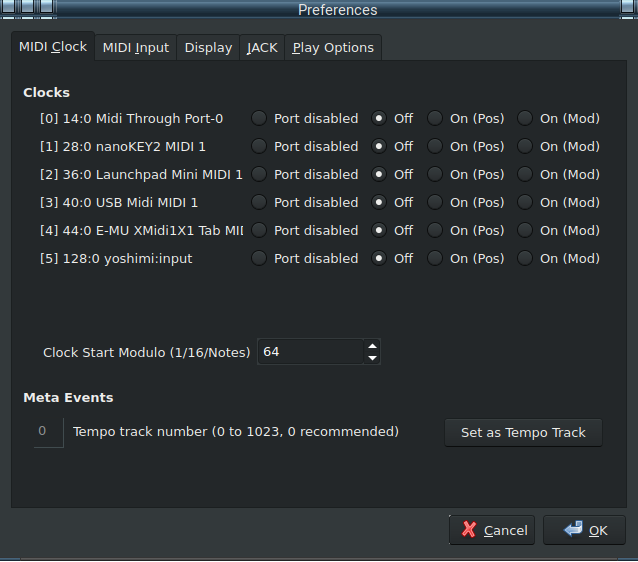 Preferences
MIDI Clock MIDI Input Display JACK Play Options
Clocks
[0] 14:0 Midi Through Port-0 Port disabled Off On (Pos) On (Mod)
[1] 28:0 nanoKEY2 MIDI 1 Port disabled Off On (Pos) On (Mod)
[2] 36:0 Launchpad Mini MIDI 1 Port disabled Off On (Pos) On (Mod)
[3] 40:0 USB Midi MIDI 1 Port disabled Off On (Pos) On (Mod)
[4] 44:0 E-MU XMidi1X1 Tab MID Port disabled Off On (Pos) On (Mod)
[5] 128:0 yoshimi:input Port disabled Off On (Pos) On (Mod)
Clock Start Modulo (1/16/Notes) 64
Meta Events
0 Tempo track number (0 to 1023, 0 recommended) Set as Tempo Track
Cancel OK